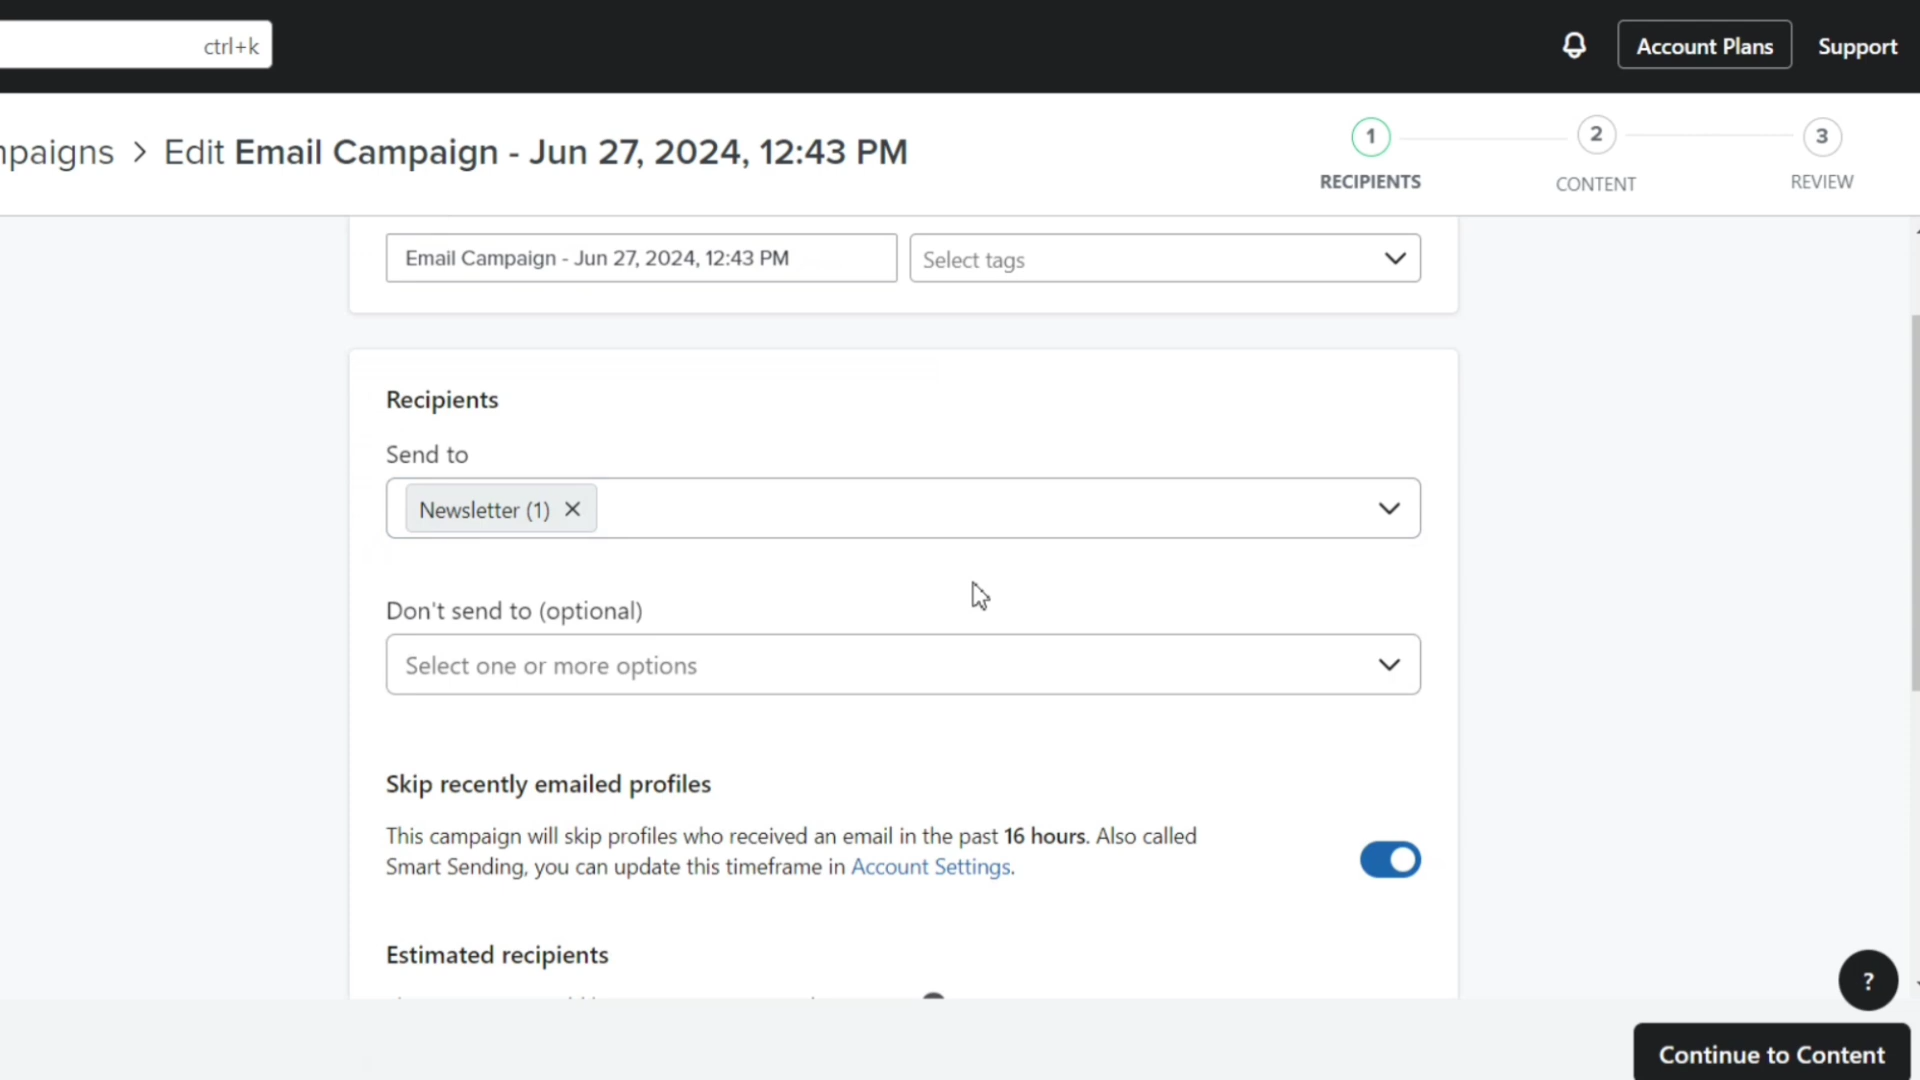 ctrl+k
Account Plans
Support
paigns > Edit Email Campaign - Jun 27, 2024, 12:43 PM
1
2
3
RECIPIENTS
CONTENT
REVIEW
Email Campaign - Jun 27, 2024, 12:43 PM
Select tags
Recipients
Send to
Newsletter (1) ×
Don't send to (optional)
Select one or more options
Skip recently emailed profiles
This campaign will skip profiles who received an email in the past 16 hours. Also called
Smart Sending, you can update this timeframe in Account Settings.
Estimated recipients
?
Continue to Content